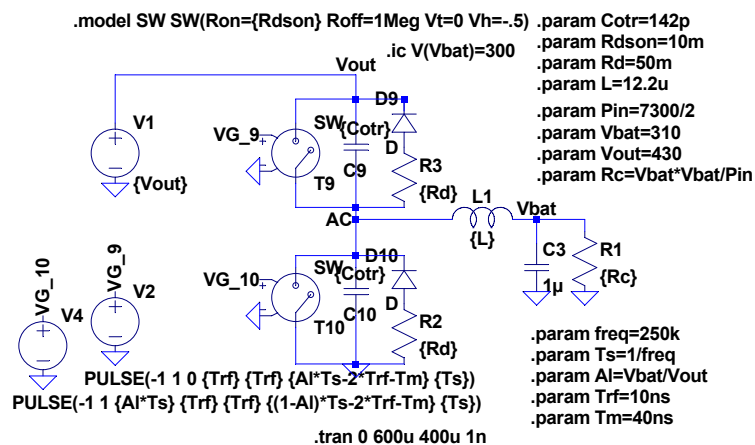 .model SW SW(Ron={Rdson} Roff=1Meg Vt=0 Vh=-.5)
.ic V(Vbat)=300
.param Cotr=142p
.param Rdson=10m
.param Rd=50m
.param L=12.2u
.param Pin=7300/2
.param Vbat=310
.param Vout=430
.param Rc=Vbat*Vbat/Pin
Vout
V1
{Vout}
VG_9
SW
T9
{Cotr}
C9
D9
D
R3
{Rd}
AC
L1
{L}
Vbat
C3
1µ
R1
{Rc}
VG_10
SW
T10
{Cotr}
C10
D10
D
R2
{Rd}
VG_10
V4
VG_9
V2
PULSE(-1 1 0 {Trf} {Trf} {Al*Ts-2*Trf-Tm} {Ts})
PULSE(-1 1 {Al*Ts} {Trf} {Trf} {(1-Al)*Ts-2*Trf-Tm} {Ts})
.tran 0 600u 400u 1n
.param freq=250k
.param Ts=1/freq
.param Al=Vbat/Vout
.param Trf=10ns
.param Tm=40ns